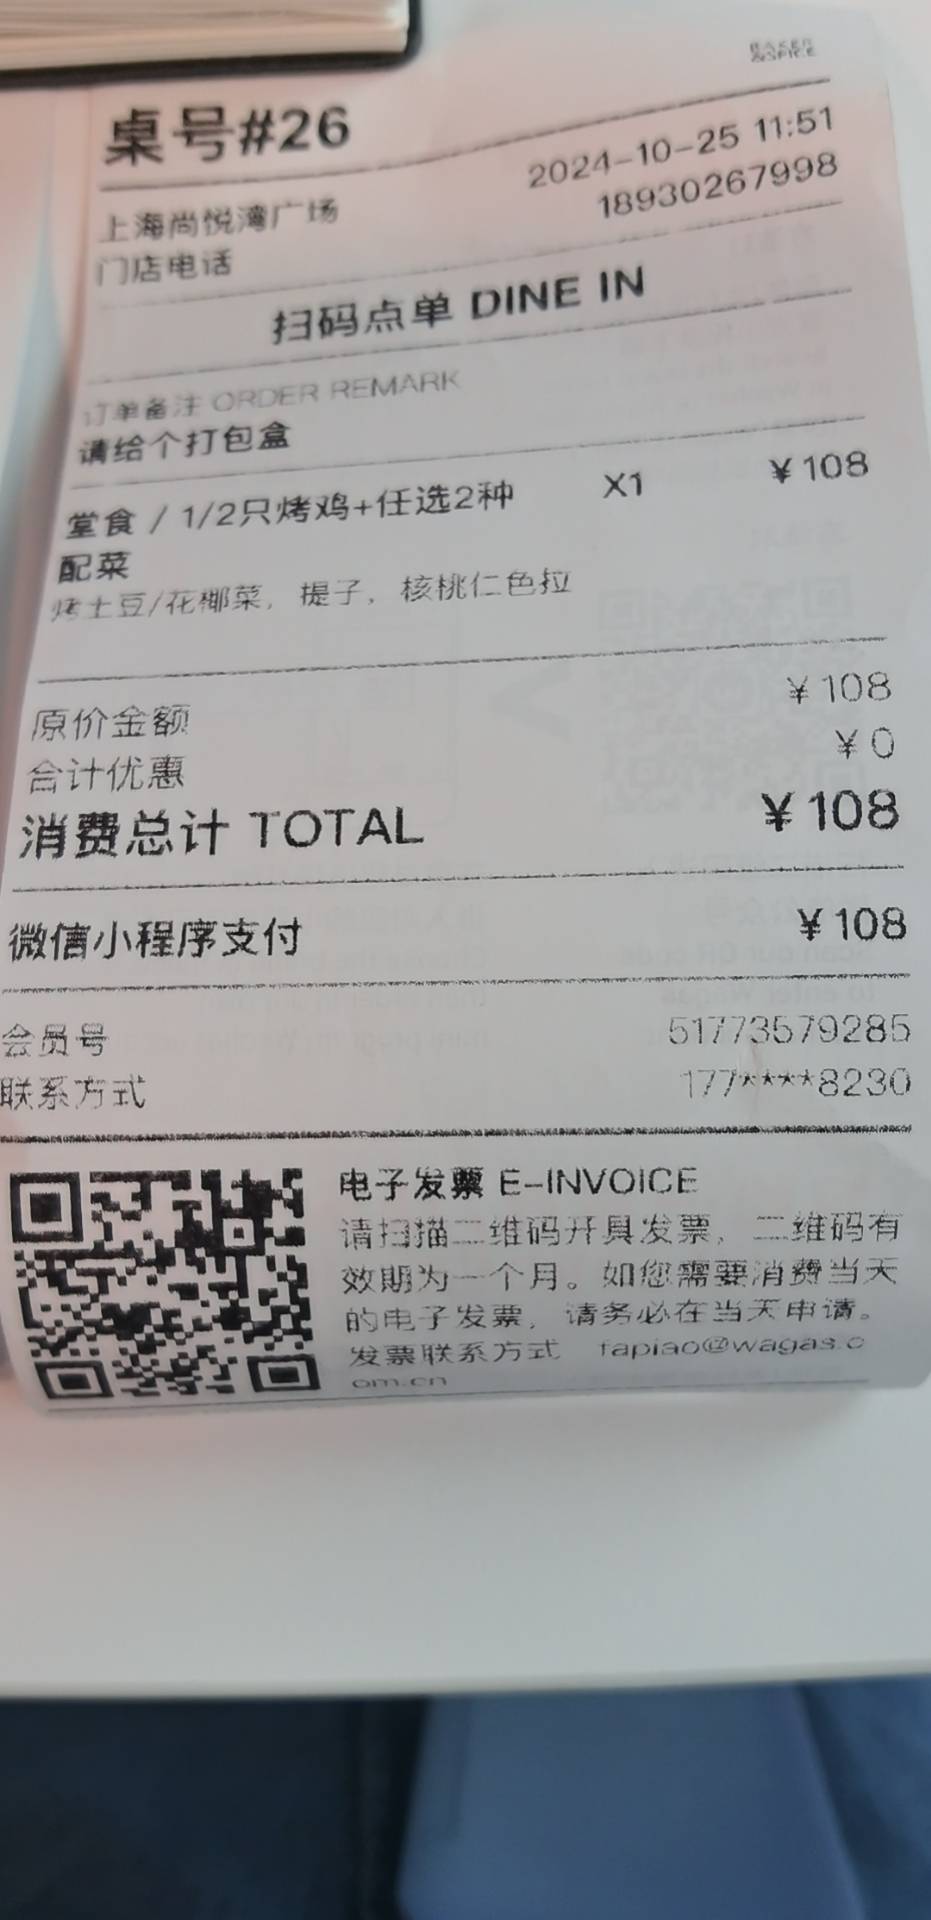 BAKER
&SPICE
桌号#26
2024-10-25 11:51
上海尚悦湾广场
18930267998
门店电话
扫码点单 DINE IN
订单备注 ORDER REMARK
请给个打包盒
堂食 / 1/2只烤鸡+任选2种 X1 ¥108
配菜
烤土豆/花椰菜，提子，核桃仁色拉
原价金额 ¥108
合计优惠 ¥0
消费总计 TOTAL ¥108
微信小程序支付 ¥108
会员号 51773579285
联系方式 177****8230
电子发票 E-INVOICE
请扫描二维码开具发票，二维码有
效期为一个月。如您需要消费当天
的电子发票，请务必在当天申请。
发票联系方式 fapiao@wagas.c
om.cn